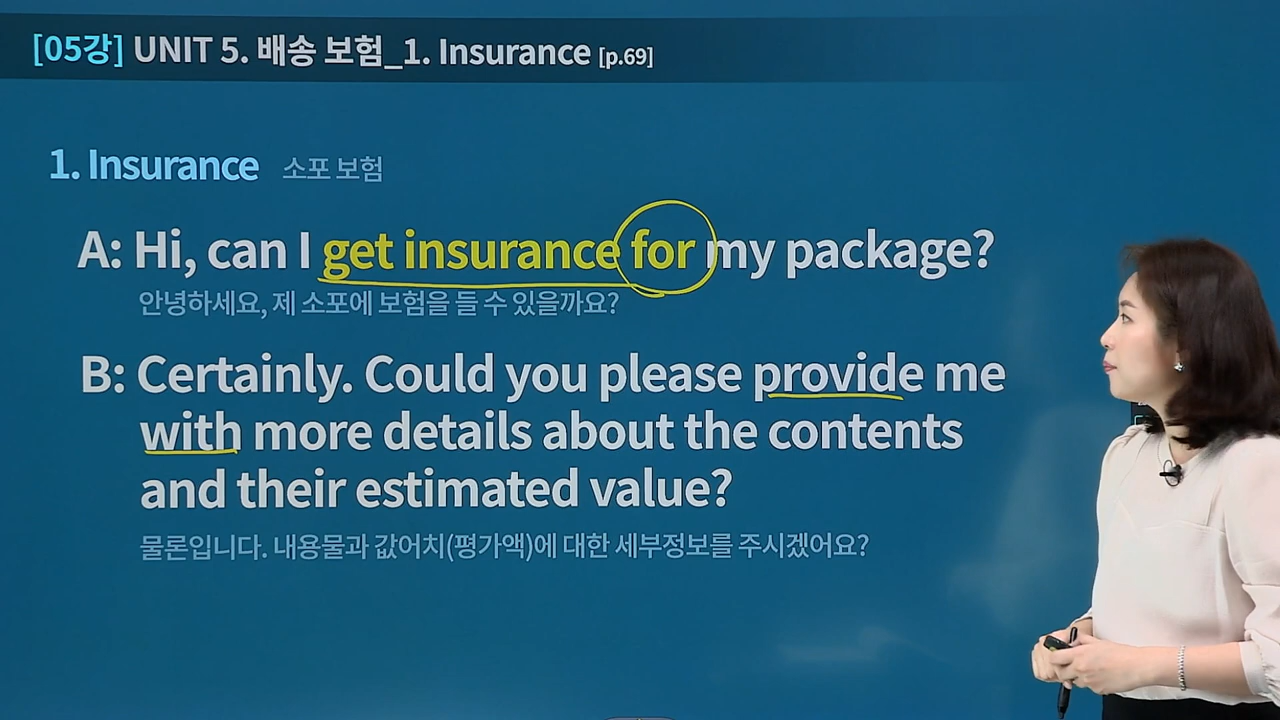 [05강] UNIT 5. 배송 보험_1. Insurance [p.69]
1. Insurance 소포 보험
A: Hi, can I get insurance for my package?
안녕하세요, 제 소포에 보험을 들 수 있을까요?
B: Certainly. Could you please provide me
with more details about the contents
and their estimated value?
물론입니다. 내용물과 값어치(평가액)에 대한 세부정보를 주시겠어요?